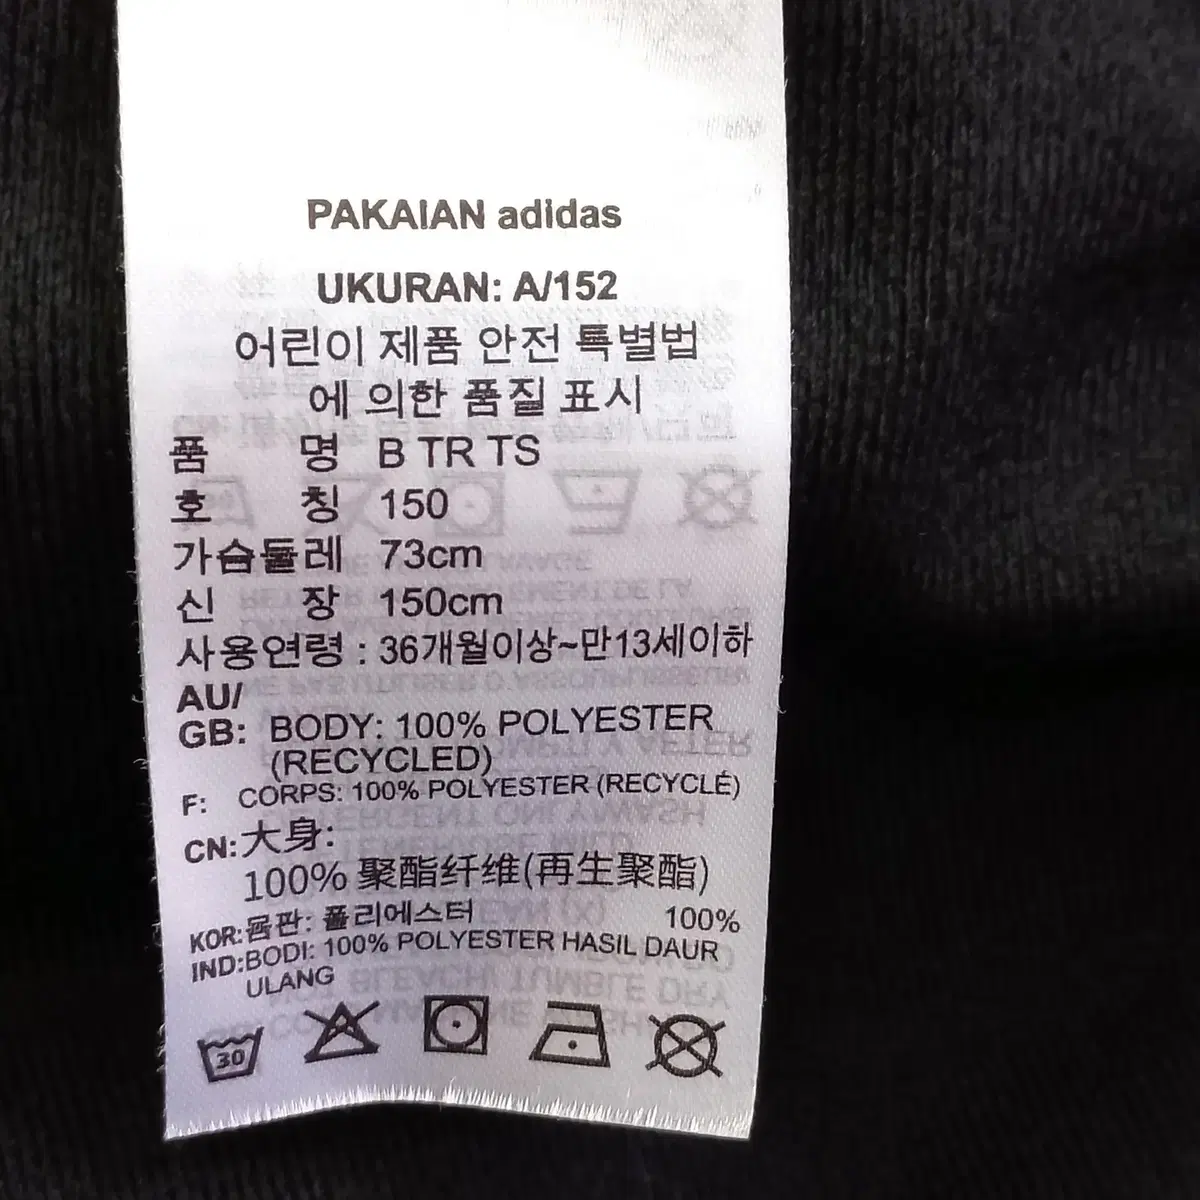 PAKAIAN adidas
UKURAN: A/152
어린이 제품 안전 특별법
에 의한 품질 표시
품 명 B TR TS
호 칭 150
가슴둘레 73cm
신 장 150cm
사용연령 : 36개월이상~만13세이하
AU/
GB: BODY: 100% POLYESTER
(RECYCLED)
F: CORPS: 100% POLYESTER (RECYCLÉ)
CN: 大身:
100% 聚酯纤维(再生聚酯)
KOR: 몸판: 폴리에스터 100%
IND: BODI: 100% POLYESTER HASIL DAUR
ULANG
30